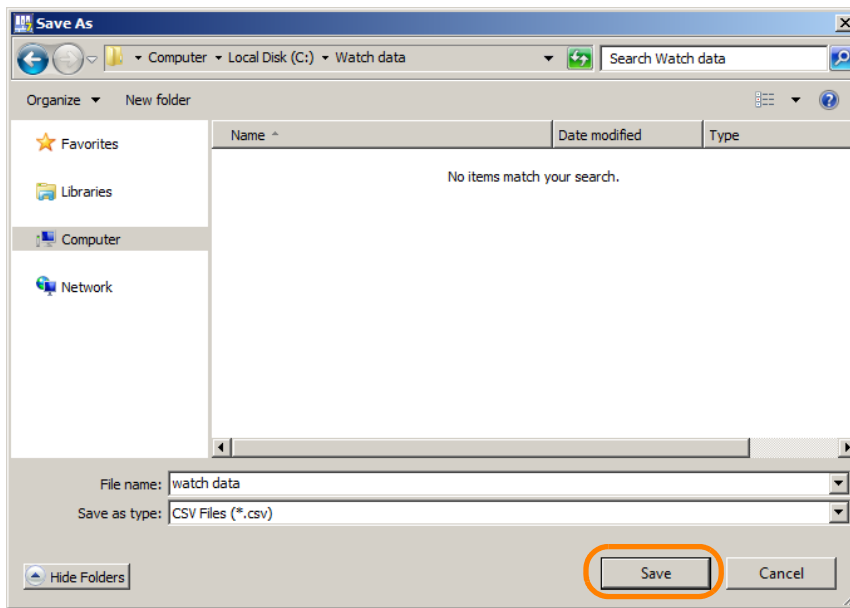 Save As
Computer Local Disk (C:) Watch data Search Watch data
Organize New folder
Name Date modified Type
No items match your search.
Favorites
Libraries
Computer
Network
File name: watch data
Save as type: CSV Files (*.csv)
Hide Folders Save Cancel